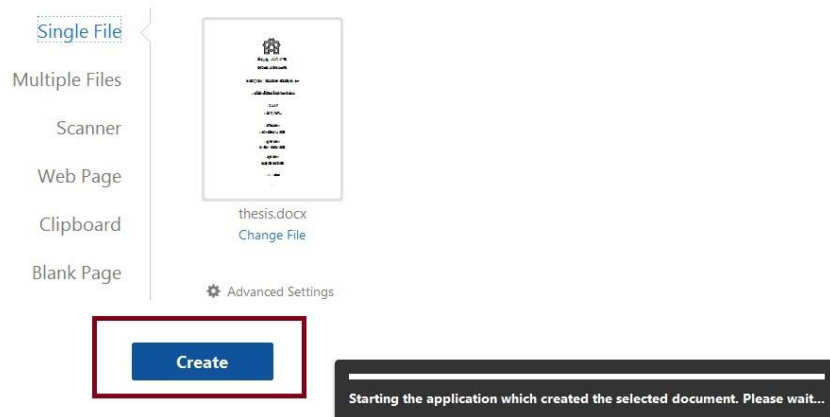 Single File
Multiple Files
Scanner
Web Page
Clipboard
Blank Page
thesis.docx
Change File
Advanced Settings
Create
Starting the application which created the selected document. Please wait...